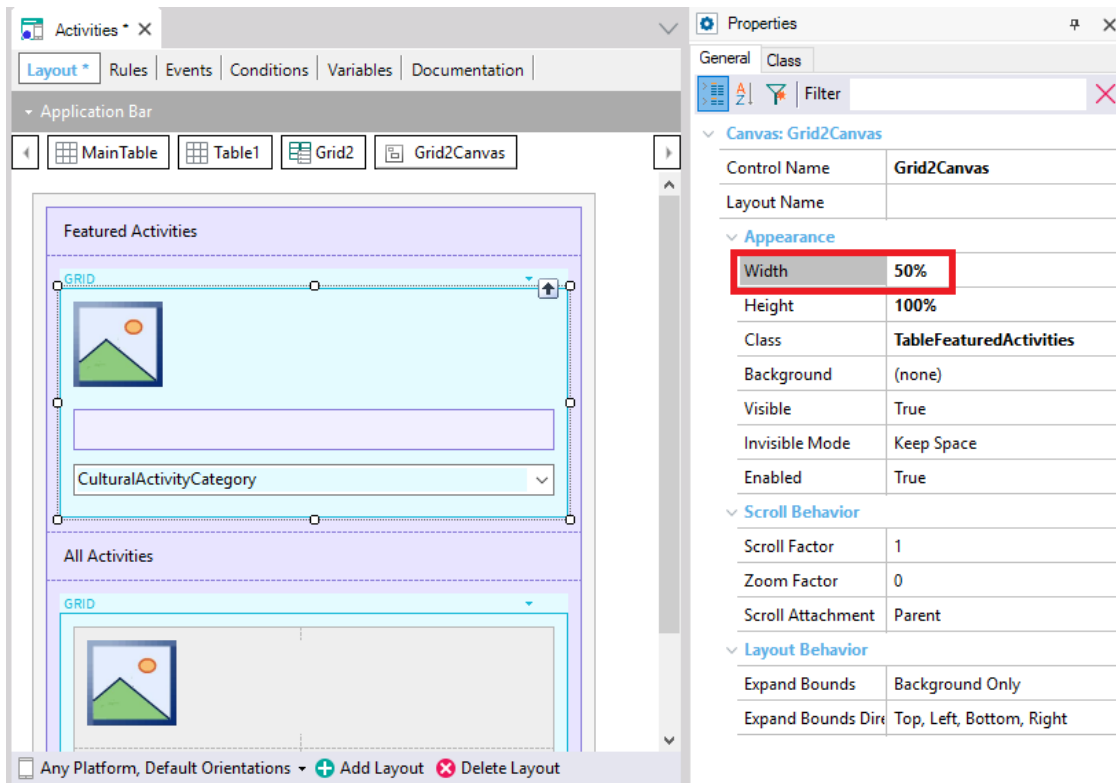 Activities *
Layout * Rules Events Conditions Variables Documentation
Application Bar
MainTable Table1 Grid2 Grid2Canvas
Featured Activities
GRID
CulturalActivityCategory
All Activities
GRID
Any Platform, Default Orientations Add Layout Delete Layout
Properties
General Class
Filter
Canvas: Grid2Canvas
Control Name Grid2Canvas
Layout Name
Appearance
Width 50%
Height 100%
Class TableFeaturedActivities
Background (none)
Visible True
Invisible Mode Keep Space
Enabled True
Scroll Behavior
Scroll Factor 1
Zoom Factor 0
Scroll Attachment Parent
Layout Behavior
Expand Bounds Background Only
Expand Bounds Dire Top, Left, Bottom, Right